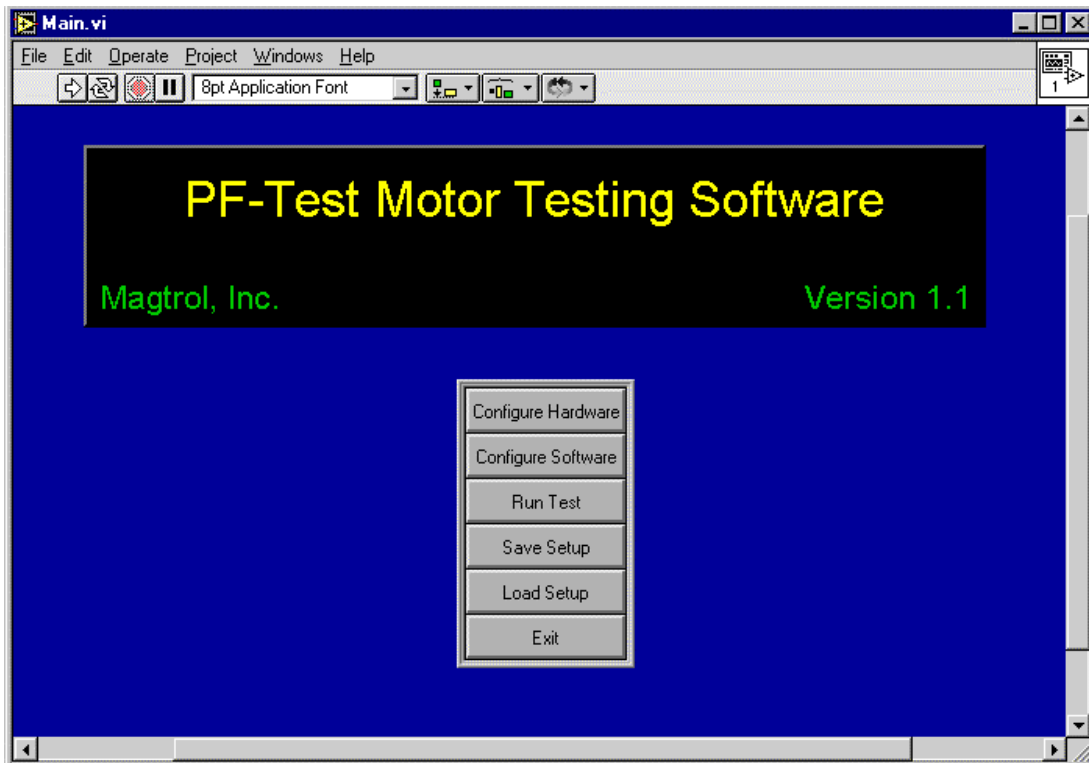 Main.vi
File Edit Operate Project Windows Help
8pt Application Font
1
PF-Test Motor Testing Software
Magtrol, Inc. Version 1.1
Configure Hardware
Configure Software
Run Test
Save Setup
Load Setup
Exit